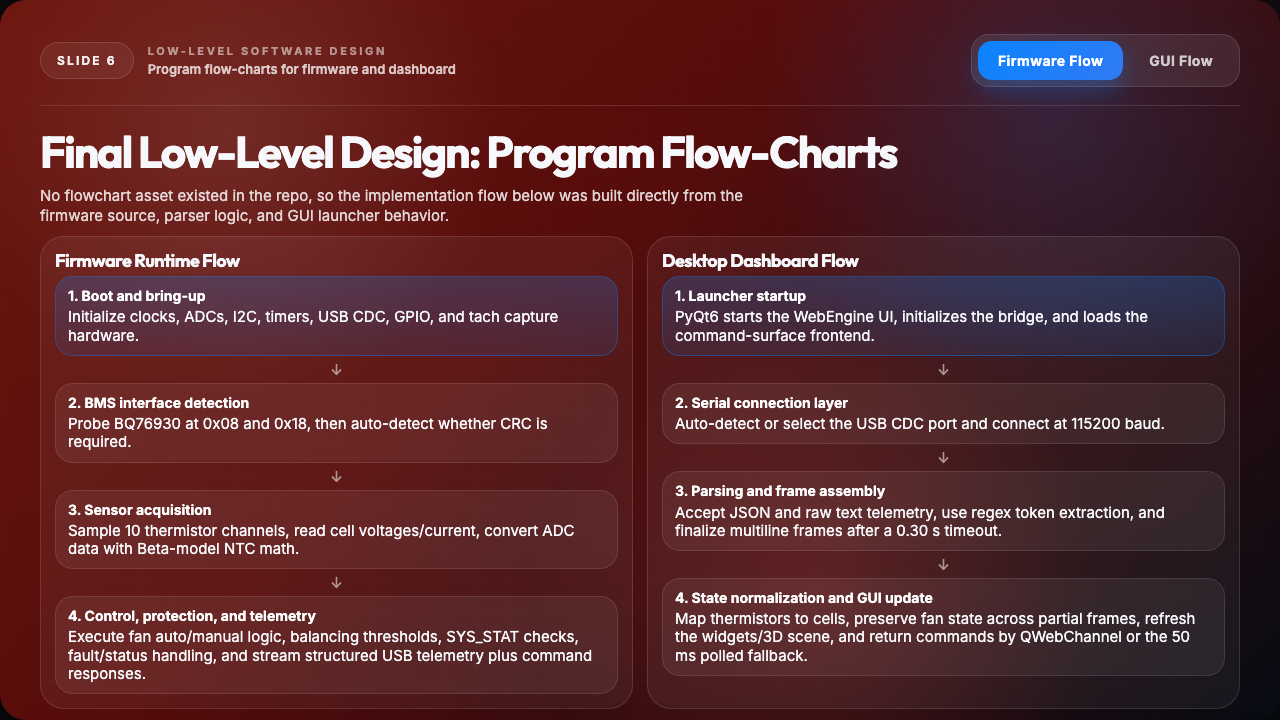 SLIDE 6
LOW-LEVEL SOFTWARE DESIGN
Program flow-charts for firmware and dashboard
Firmware Flow
GUI Flow
Final Low-Level Design: Program Flow-Charts
No flowchart asset existed in the repo, so the implementation flow below was built directly from the
firmware source, parser logic, and GUI launcher behavior.
Firmware Runtime Flow
1. Boot and bring-up
Initialize clocks, ADCs, I2C, timers, USB CDC, GPIO, and tach capture
hardware.
↓
2. BMS interface detection
Probe BQ76930 at 0x08 and 0x18, then auto-detect whether CRC is
required.
↓
3. Sensor acquisition
Sample 10 thermistor channels, read cell voltages/current, convert ADC
data with Beta-model NTC math.
↓
4. Control, protection, and telemetry
Execute fan auto/manual logic, balancing thresholds, SYS_STAT checks,
fault/status handling, and stream structured USB telemetry plus command
responses.
Desktop Dashboard Flow
1. Launcher startup
PyQt6 starts the WebEngine UI, initializes the bridge, and loads the
command-surface frontend.
↓
2. Serial connection layer
Auto-detect or select the USB CDC port and connect at 115200 baud.
↓
3. Parsing and frame assembly
Accept JSON and raw text telemetry, use regex token extraction, and
finalize multiline frames after a 0.30 s timeout.
↓
4. State normalization and GUI update
Map thermistors to cells, preserve fan state across partial frames, refresh
the widgets/3D scene, and return commands by QWebChannel or the 50
ms polled fallback.